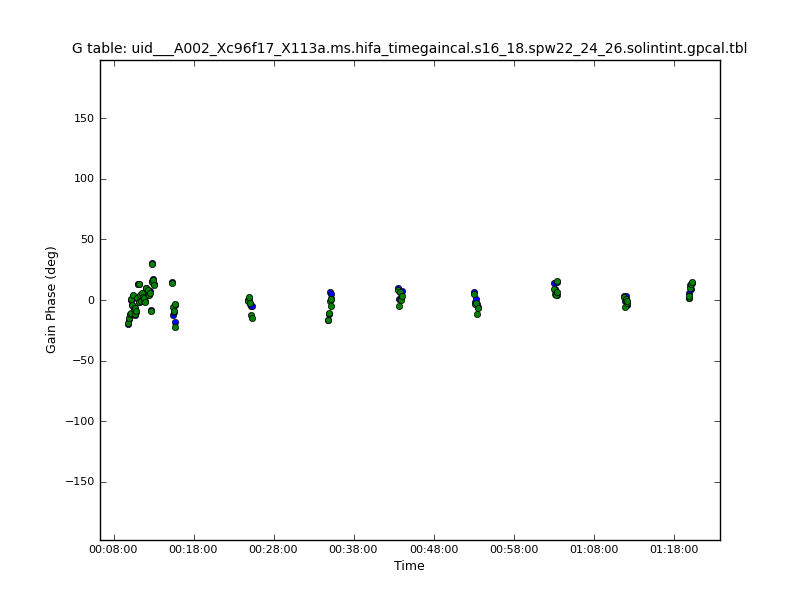 G table: uid___A002_Xc96f17_X113a.ms.hifa_timegaincal.s16_18.spw22_24_26.solintint.gpcal.tbl
150
100
50
0
−50
−100
−150
Gain Phase (deg)
00:08:00 00:18:00 00:28:00 00:38:00 00:48:00 00:58:00 01:08:00 01:18:00
Time